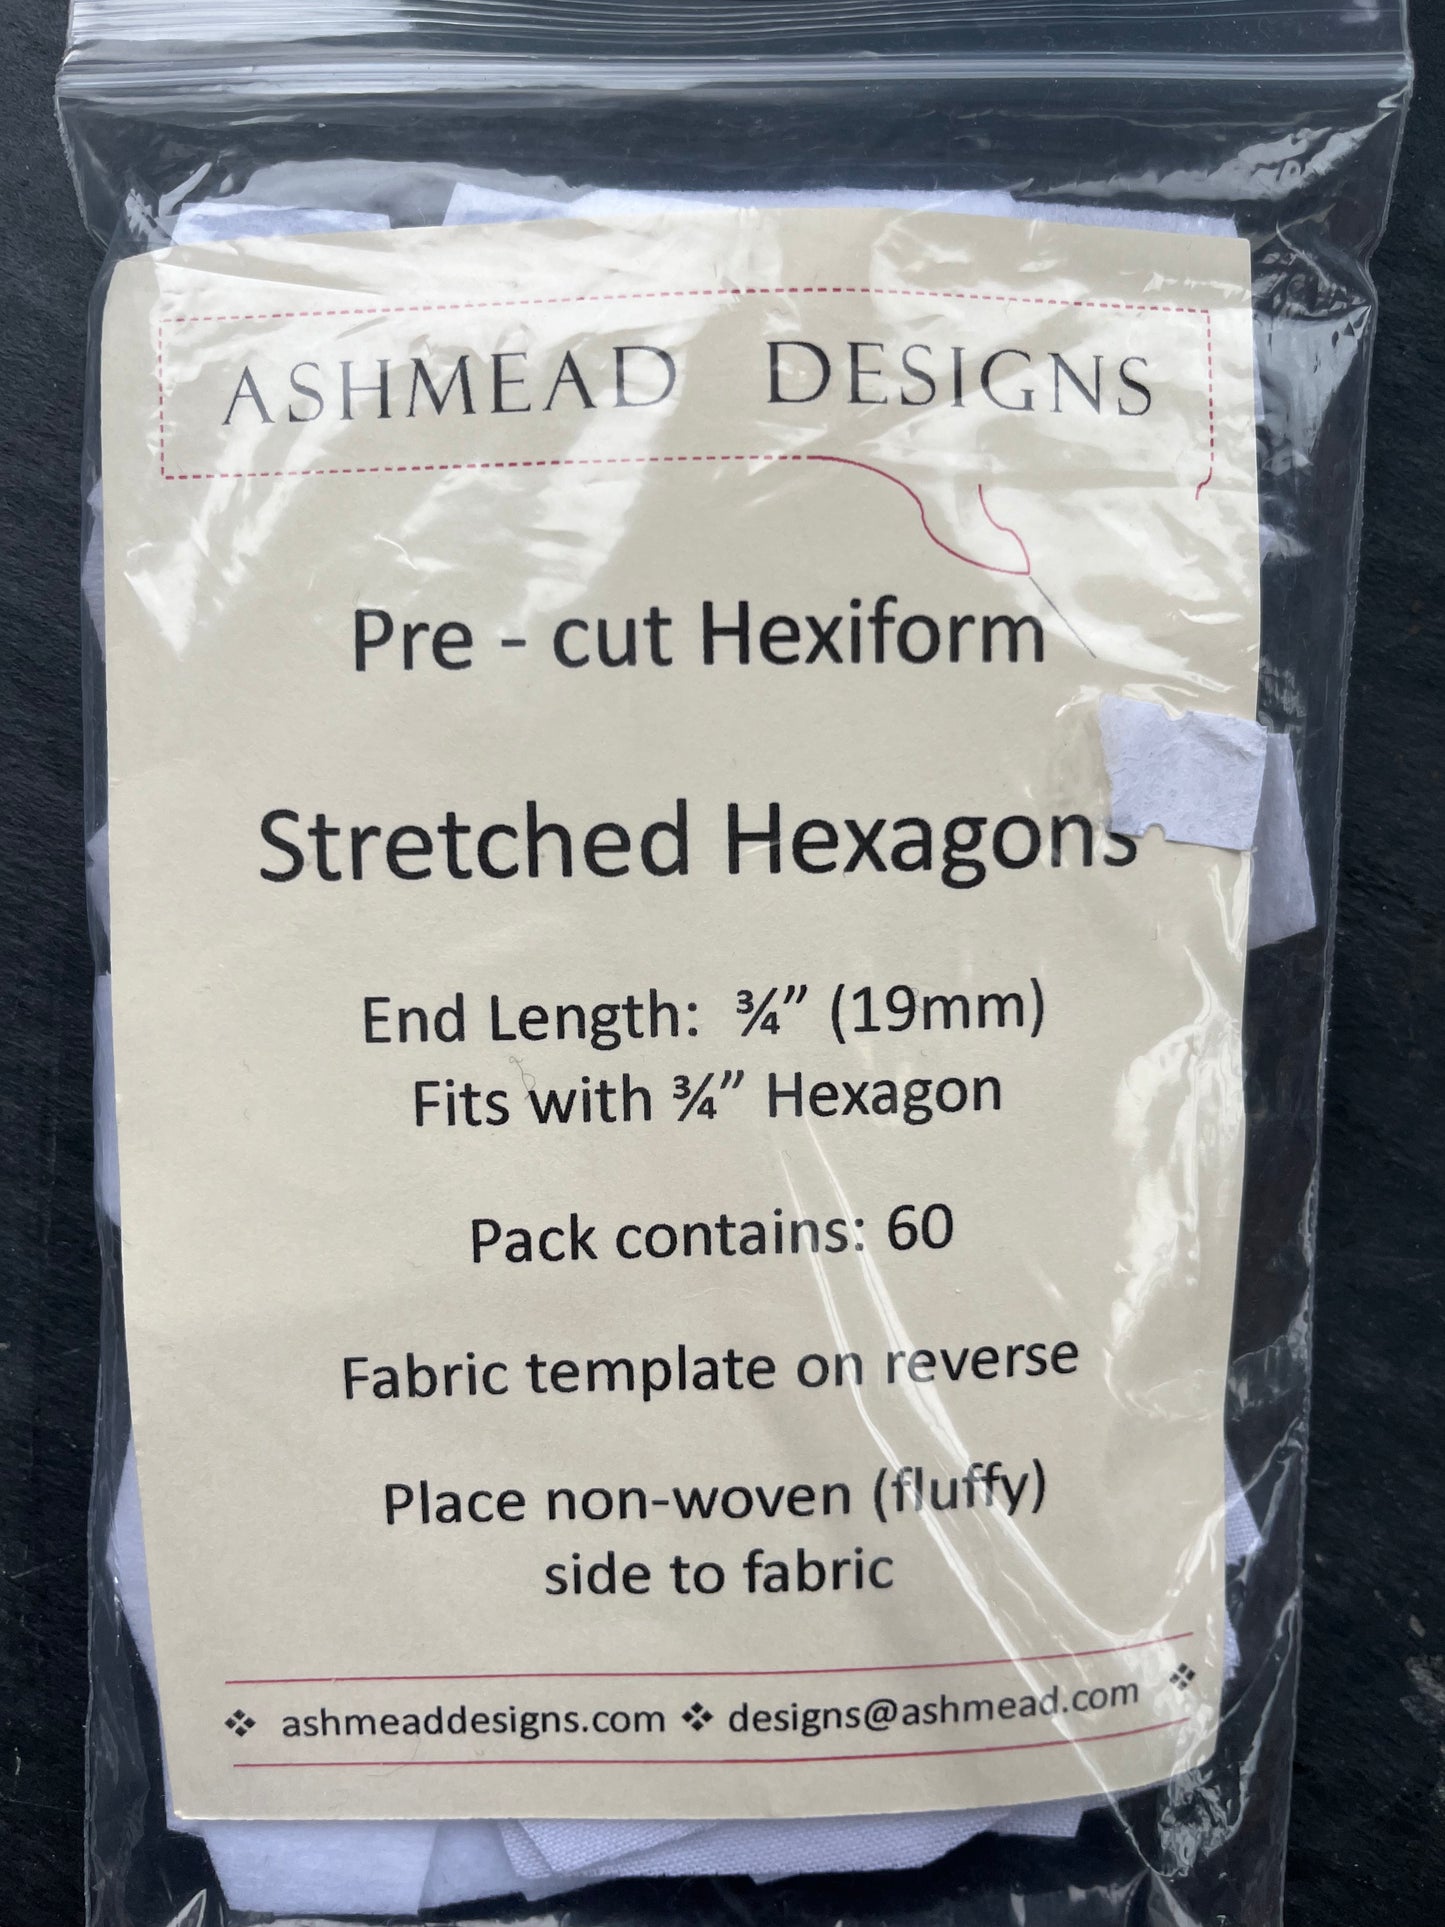 ASHMEAD DESIGNS
Pre - cut Hexiform
Stretched Hexagons
End Length: ¾” (19mm)
Fits with ¾” Hexagon
Pack contains: 60
Fabric template on reverse
Place non-woven (fluffy)
side to fabric
❖ ashmeaddesigns.com ❖ designs@ashmead.com ❖